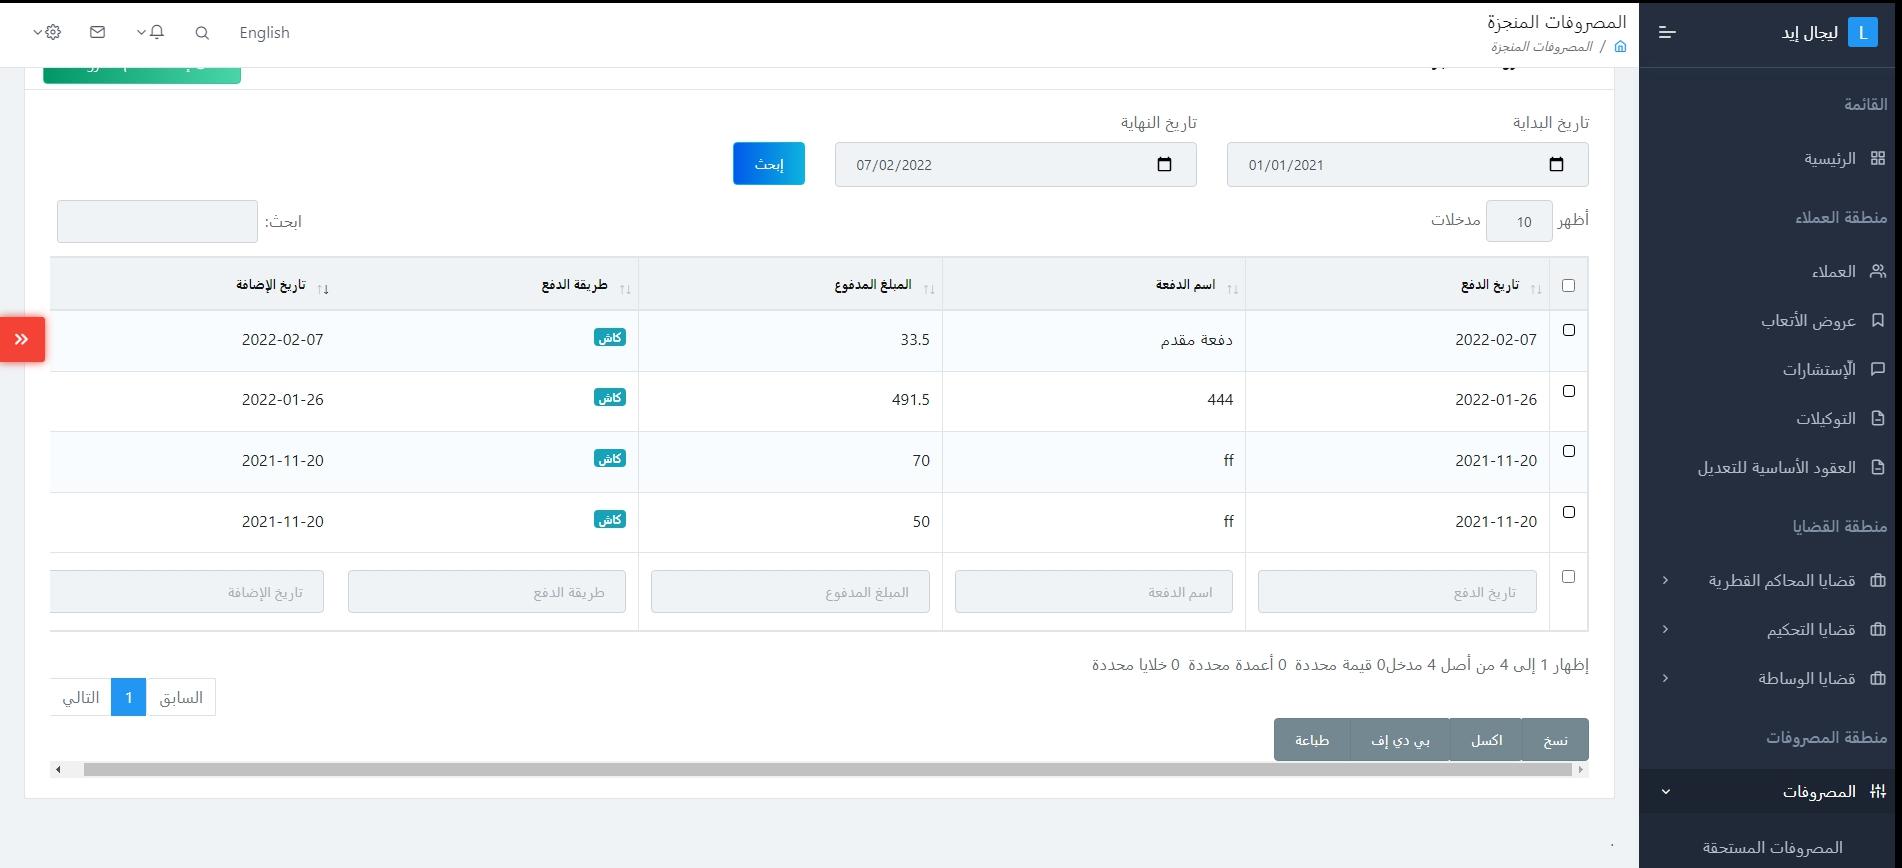 ليجال إيد
L
القائمة
الرئيسية
منطقة العملاء
العملاء
عروض الأتعاب
الإستشارات
التوكيلات
العقود الأساسية للتعديل
منطقة القضايا
قضايا المحاكم القطرية
قضايا التحكيم
قضايا الوساطة
منطقة المصروفات
المصروفات
المصروفات المستحقة
المصروفات المنجزة
/ المصروفات المنجزة
English
تاريخ البداية
تاريخ النهاية
01/01/2021
07/02/2022
إبحث
أظهر 10 مدخلات
ابحث:
تاريخ الدفع اسم الدفعة المبلغ المدفوع طريقة الدفع تاريخ الإضافة
2022-02-07 دفعة مقدم 33.5 كاش 2022-02-07
2022-01-26 444 491.5 كاش 2022-01-26
2021-11-20 ff 70 كاش 2021-11-20
2021-11-20 ff 50 كاش 2021-11-20
تاريخ الدفع اسم الدفعة المبلغ المدفوع طريقة الدفع تاريخ الإضافة
إظهار 1 إلى 4 من أصل 4 مدخل0 قيمة محددة 0 أعمدة محددة 0 خلايا محددة
السابق 1 التالي
نسخ اكسل بي دي إف طباعة